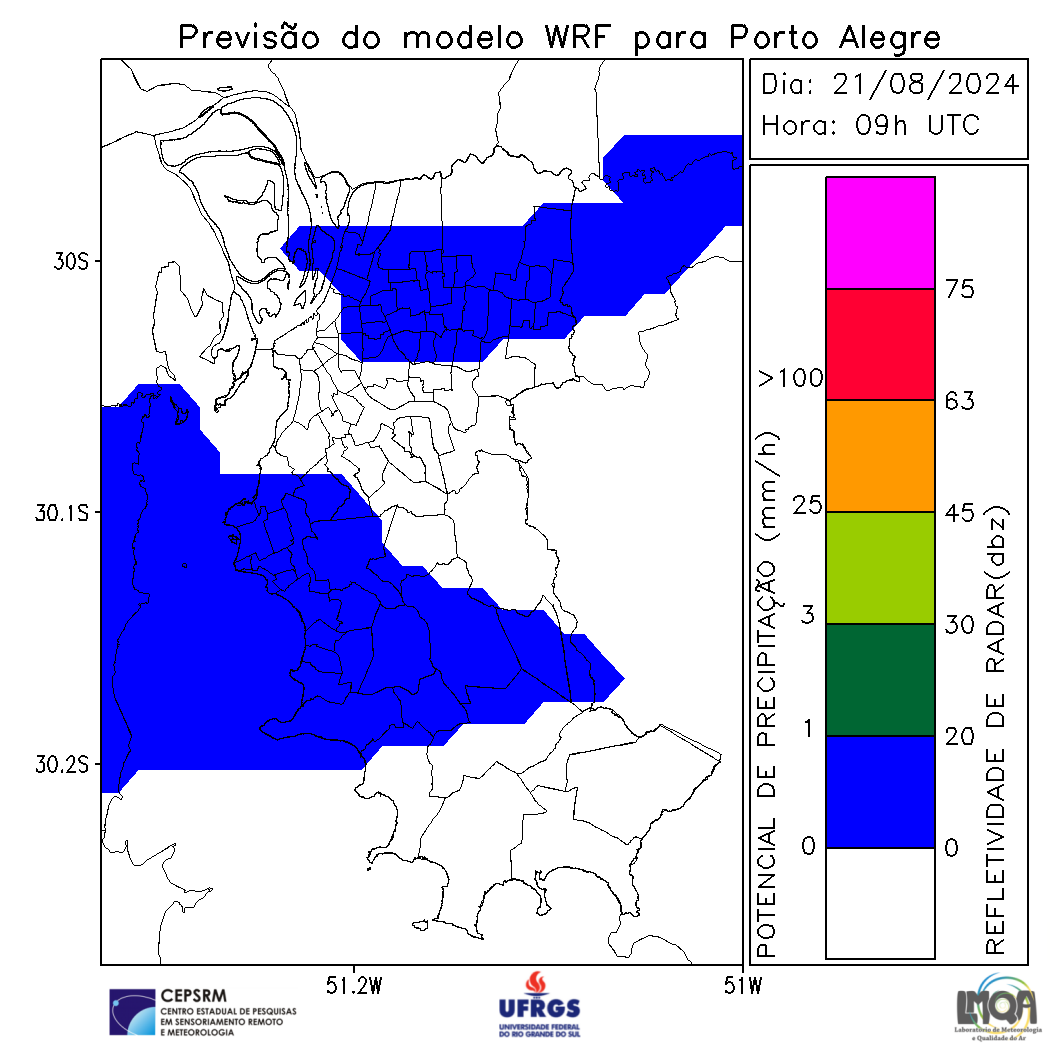 Previsão do modelo WRF para Porto Alegre
Dia: 21/08/2024
Hora: 09h UTC
30S
30.1S
30.2S
51.2W
51W
POTENCIAL DE PRECIPITAÇÃO (mm/h)
>100
25
3
1
0
75
63
45
30
20
0
REFLETIVIDADE DE RADAR(dbz)
CEPSRM
CENTRO ESTADUAL DE PESQUISAS
EM SENSORIAMENTO REMOTO
E METEOROLOGIA
UFRGS
UNIVERSIDADE FEDERAL
DO RIO GRANDE DO SUL
LMQA
Laboratório de Meteorologia
e Qualidade do Ar